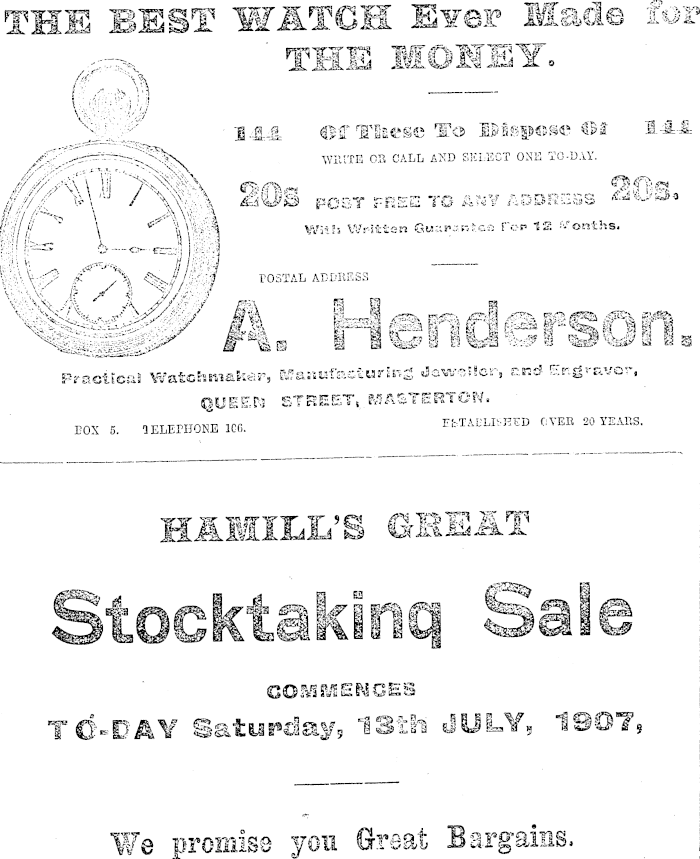 THE BEST WATCH Ever Made for
THE MONEY.
144 Of These To Dispose Of 144
WRITE OR CALL AND SELECT ONE TO-DAY.
20s POST FREE TO ANY ADDRESS 20s.
With Written Guarantee For 12 Months.
POSTAL ADDRESS
A. Henderson.
Practical Watchmaker, Manufacturing Jeweller, and Engraver,
QUEEN STREET, MASTERTON.
BOX 5. TELEPHONE 106. ESTABLISHED OVER 20 YEARS.
HAMILL'S GREAT
Stocktaking Sale
COMMENCES
TO-DAY Saturday, 13th JULY, 1907,
We promise you Great Bargains.